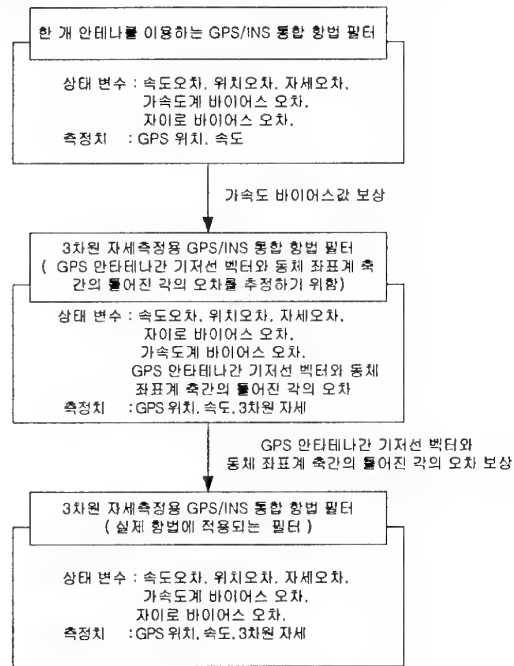 한 개 안테나를 이용하는 GPS/INS 통합 항법 필터
상태 변수 : 속도오차, 위치오차, 자세오차,
가속도계 바이어스 오차,
자이로 바이어스 오차,
측정치 : GPS 위치, 속도
가속도 바이어스값 보상
3차원 자세측정용 GPS/INS 통합 항법 필터
( GPS 안타테나간 기저선 벡터와 동체 좌표계 축
간의 틀어진 각의 오차를 추정하기 위함)
상태 변수 : 속도오차, 위치오차, 자세오차,
자이로 바이어스 오차,
가속도계 바이어스 오차,
GPS 안타테나간 기저선 벡터와 동체
좌표계 축간의 틀어진 각의 오차
측정치 : GPS 위치, 속도, 3차원 자세
GPS 안타테나간 기저선 벡터와
동체 좌표계 축간의 틀어진 각의 오차 보상
3차원 자세측정용 GPS/INS 통합 항법 필터
( 실제 항법에 적용되는 필터 )
상태 변수 : 속도오차, 위치오차, 자세오차,
가속도계 바이어스 오차,
자이로 바이어스 오차,
측정치 : GPS 위치, 속도, 3차원 자세